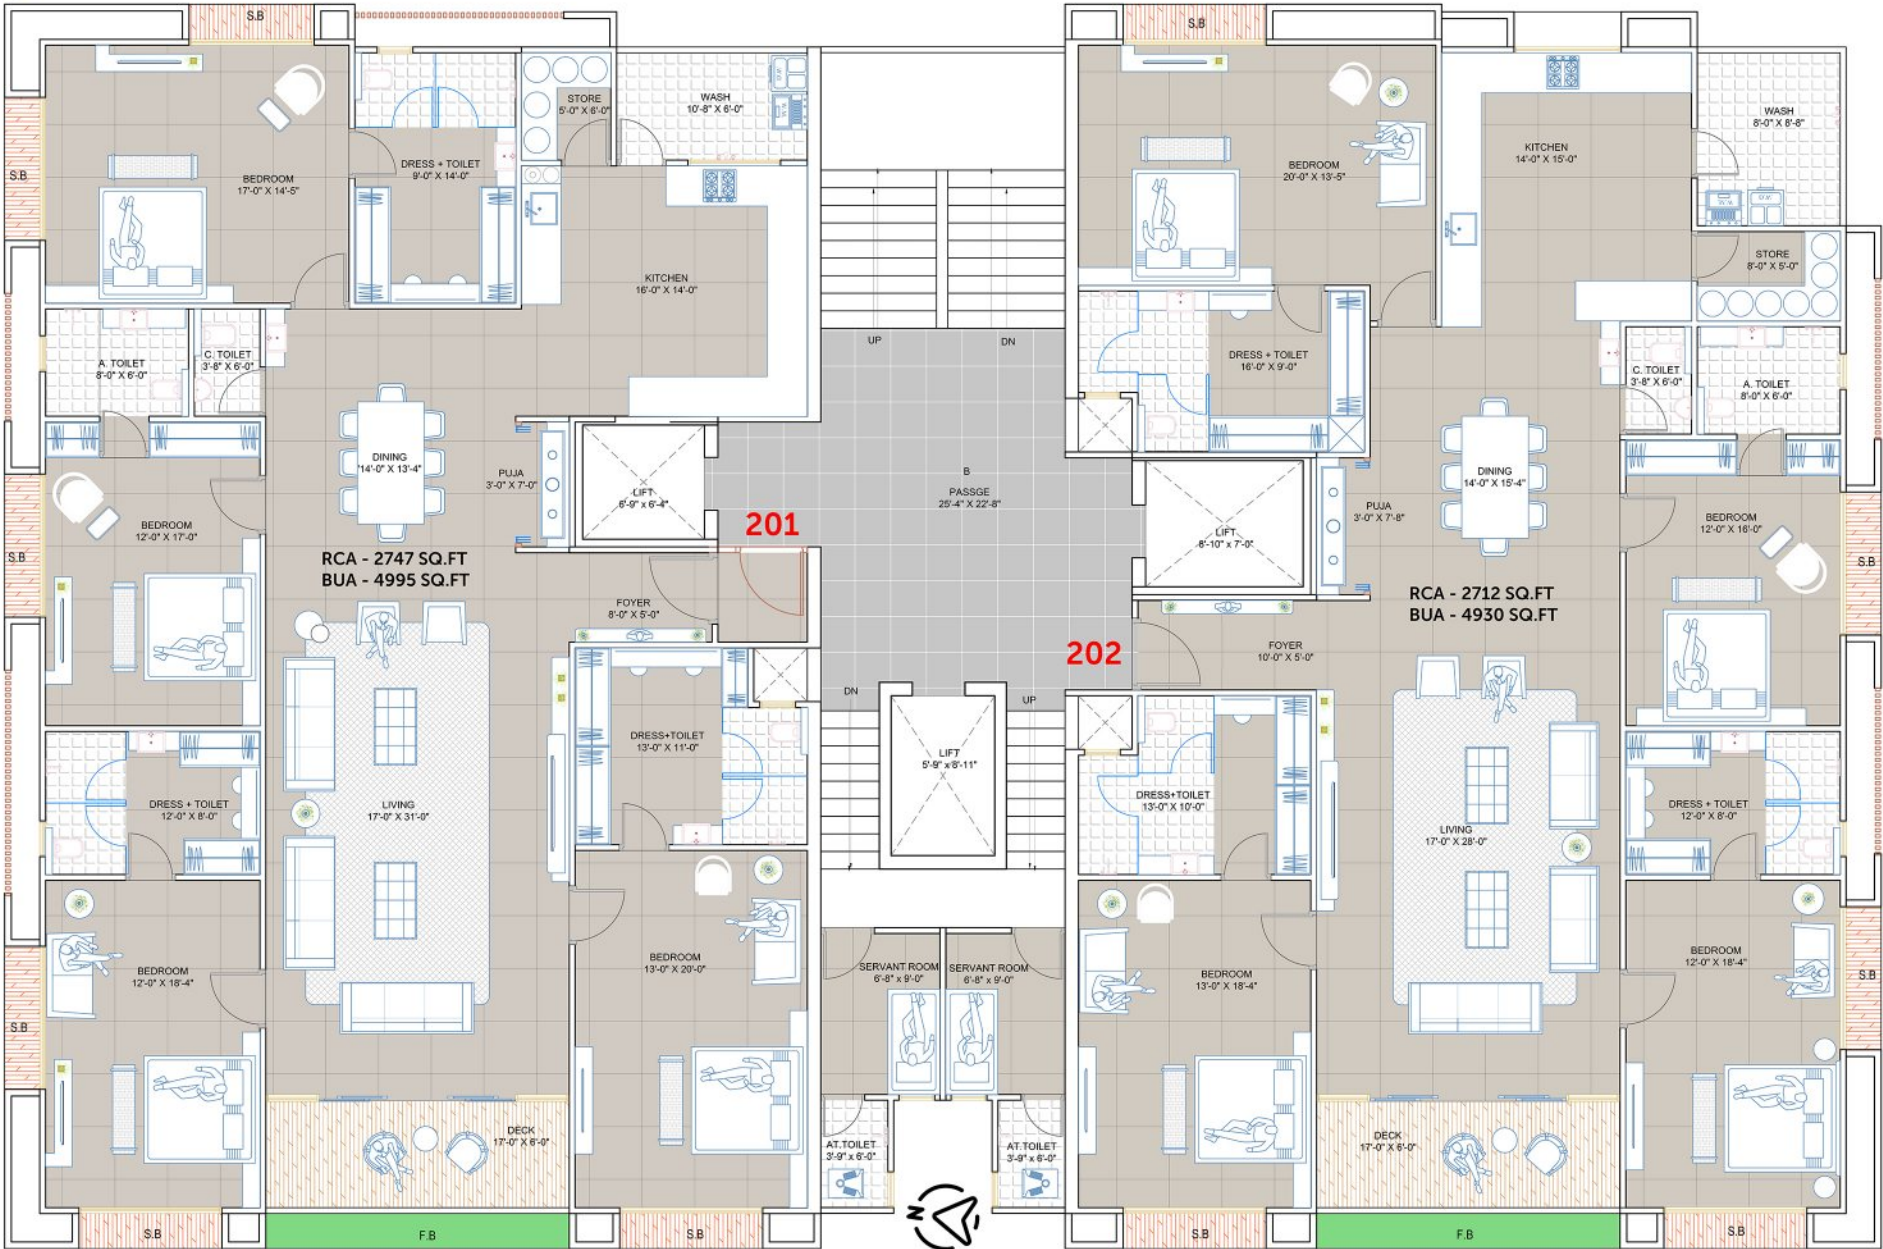 S.B
S.B
STORE
5'-0" X 6'-0"
WASH
10'-8" X 6'-0"
WASH
8'-0" X 8'-8"
KITCHEN
14'-0" X 15'-0"
S.B
BEDROOM
17'-0" X 14'-5"
DRESS + TOILET
9'-0" X 14'-0"
BEDROOM
20'-0" X 13'-5"
KITCHEN
16'-0" X 14'-0"
STORE
8'-0" X 5'-0"
UP
DN
A. TOILET
8'-0" X 6'-0"
C. TOILET
3'-8" X 6'-0"
DRESS + TOILET
16'-0" X 9'-0"
C. TOILET
3'-8" X 6'-0"
A. TOILET
8'-0" X 6'-0"
DINING
14'-0" X 13'-4"
PUJA
3'-0" X 7'-0"
LIFT
6'-9" x 6'-4"
B
PASSGE
25'-4" X 22'-8"
DINING
14'-0" X 15'-4"
PUJA
3'-0" X 7'-8"
LIFT
6'-10" x 7'-0"
BEDROOM
12'-0" X 17'-0"
201
BEDROOM
12'-0" X 16'-0"
S.B
S.B
RCA - 2747 SQ.FT
BUA - 4995 SQ.FT
RCA - 2712 SQ.FT
BUA - 4930 SQ.FT
FOYER
8'-0" X 5'-0"
202
FOYER
10'-0" X 5'-0"
DN
UP
DRESS+TOILET
13'-0" X 11'-0"
LIFT
5'-9" x 8'-11"
DRESS + TOILET
12'-0" X 8'-0"
LIVING
17'-0" X 31'-0"
DRESS+TOILET
13'-0" X 10'-0"
LIVING
17'-0" X 28'-0"
DRESS + TOILET
12'-0" X 8'-0"
BEDROOM
12'-0" X 18'-4"
BEDROOM
13'-0" X 20'-0"
SERVANT ROOM
6'-8" x 9'-0"
SERVANT ROOM
6'-8" x 9'-0"
BEDROOM
13'-0" X 18'-4"
BEDROOM
12'-0" X 18'-4"
S.B
S.B
DECK
17'-0" X 6'-0"
AT.TOILET
3'-9" x 6'-0"
AT.TOILET
3'-9" x 6'-0"
DECK
17'-0" X 6'-0"
N
S.B
F.B
S.B
S.B
F.B
S.B